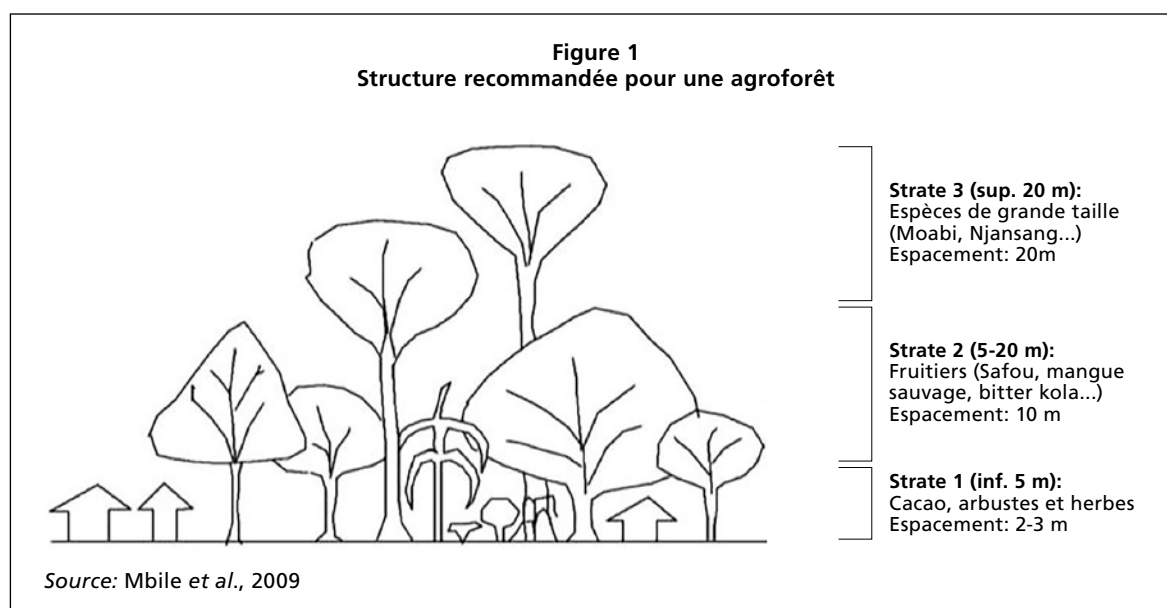 Figure 1
Structure recommandée pour une agroforêt
Strate 3 (sup. 20 m):
Espèces de grande taille
(Moabi, Njansang...)
Espacement: 20m
Strate 2 (5-20 m):
Fruitiers (Safou, mangue
sauvage, bitter kola...)
Espacement: 10 m
Strate 1 (inf. 5 m):
Cacao, arbustes et herbes
Espacement: 2-3 m
Source: Mbile et al., 2009